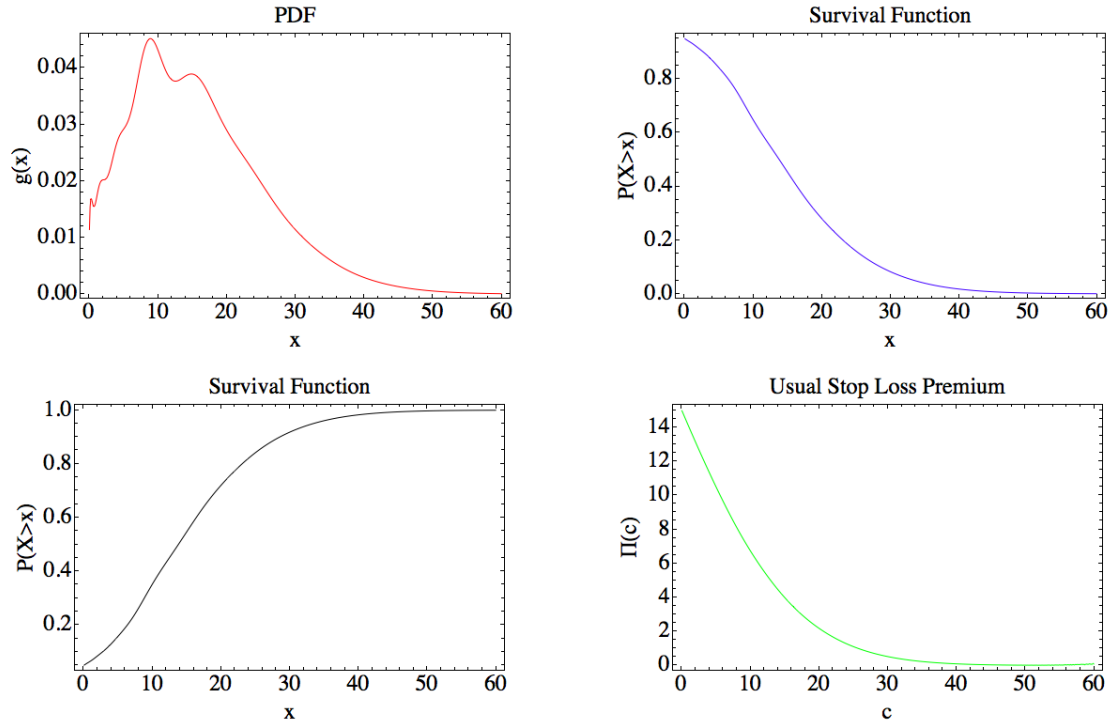 PDF
g(x)
0.04
0.03
0.02
0.01
0.00
0 10 20 30 40 50 60
x
Survival Function
P(X>x)
0.8
0.6
0.4
0.2
0.0
0 10 20 30 40 50 60
x
Survival Function
P(X>x)
1.0
0.8
0.6
0.4
0.2
0 10 20 30 40 50 60
x
Usual Stop Loss Premium
Π(c)
14
12
10
8
6
4
2
0
0 10 20 30 40 50 60
c